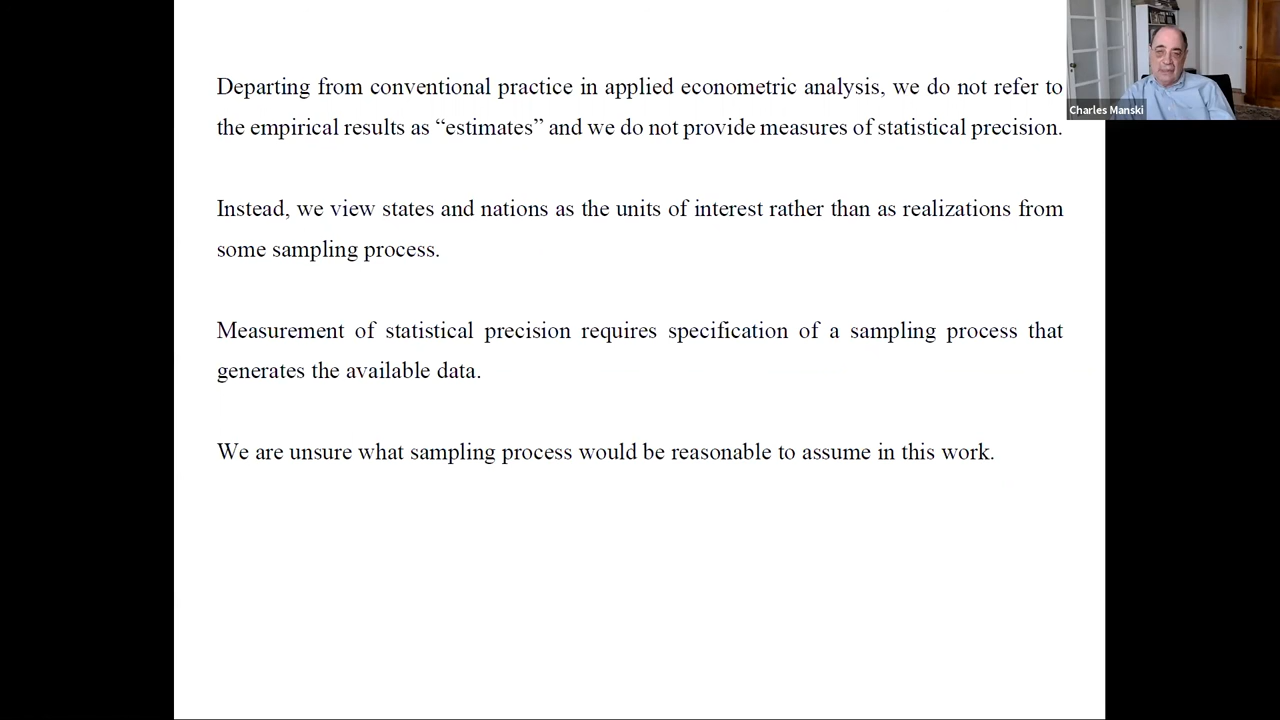 Departing from conventional practice in applied econometric analysis, we do not refer to
the empirical results as “estimates” and we do not provide measures of statistical precision.
Instead, we view states and nations as the units of interest rather than as realizations from
some sampling process.
Measurement of statistical precision requires specification of a sampling process that
generates the available data.
We are unsure what sampling process would be reasonable to assume in this work.
Charles Manski